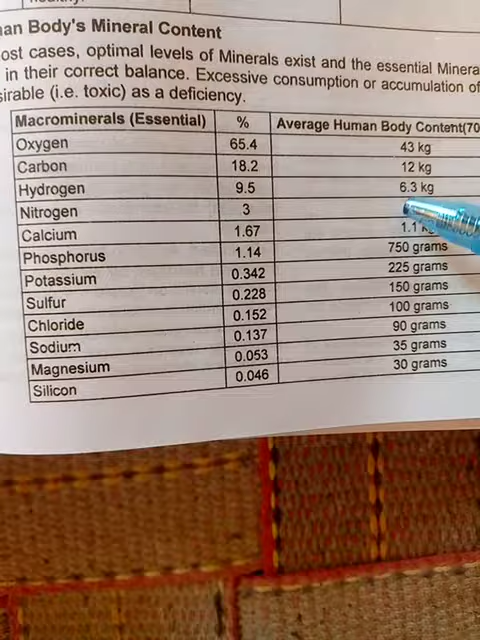 an Body's Mineral Content
ost cases, optimal levels of Minerals exist and the essential Minera
in their correct balance. Excessive consumption or accumulation of
sirable (i.e. toxic) as a deficiency.
Macrominerals (Essential) % Average Human Body Content(70
Oxygen 65.4 43 kg
Carbon 18.2 12 kg
Hydrogen 9.5 6.3 kg
Nitrogen 3
Calcium 1.67 1.1 kg
Phosphorus 1.14 750 grams
Potassium 0.342 225 grams
Sulfur 0.228 150 grams
Chloride 0.152 100 grams
Sodium 0.137 90 grams
Magnesium 0.053 35 grams
Silicon 0.046 30 grams